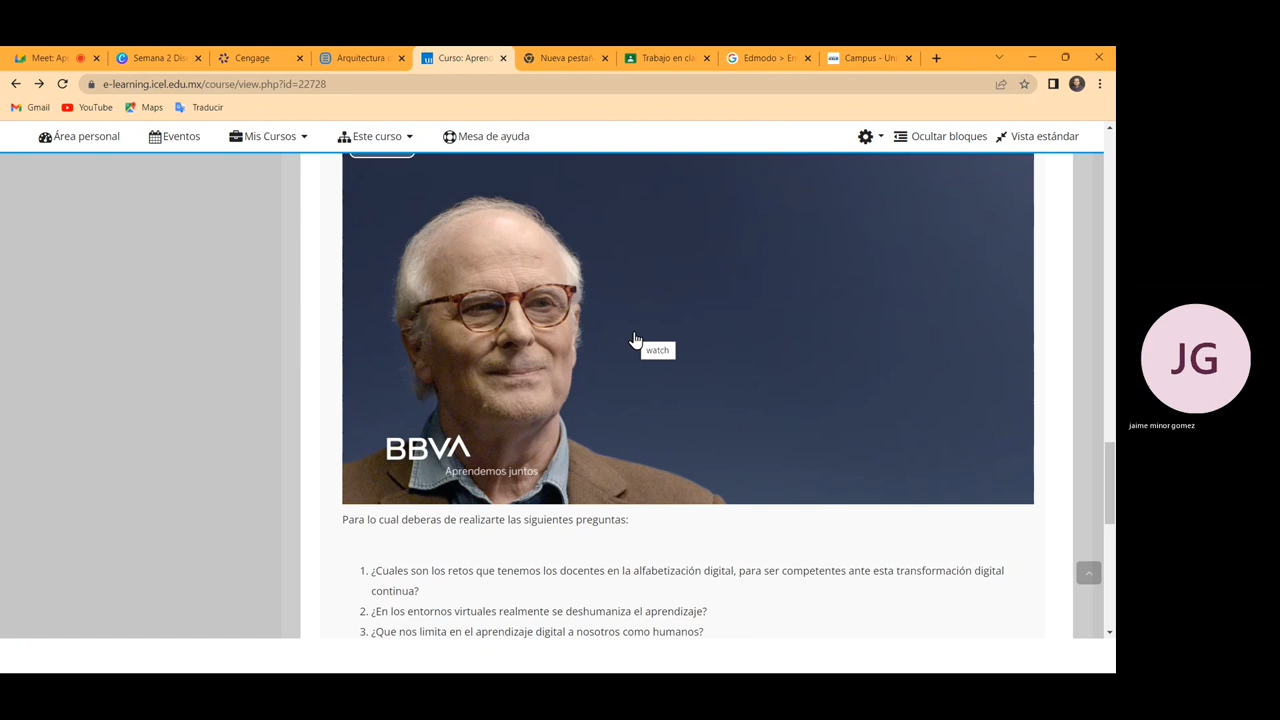 Meet: Ap
Semana 2 Dis
Cengage
Arquitectura
Curso: Apren
Nueva pestañ
Trabajo en cla
Edmodo > En
Campus - Uni
e-learning.icel.edu.mx/course/view.php?id=22728
Gmail
YouTube
Maps
Traducir
Área personal
Eventos
Mis Cursos
Este curso
Mesa de ayuda
Ocultar bloques
Vista estándar
watch
JG
jaime minor gomez
BBVA
Aprendemos juntos
Para lo cual deberas de realizarte las siguientes preguntas:
1. ¿Cuales son los retos que tenemos los docentes en la alfabetización digital, para ser competentes ante esta transformación digital
continua?
2. ¿En los entornos virtuales realmente se deshumaniza el aprendizaje?
3. ¿Que nos limita en el aprendizaje digital a nosotros como humanos?